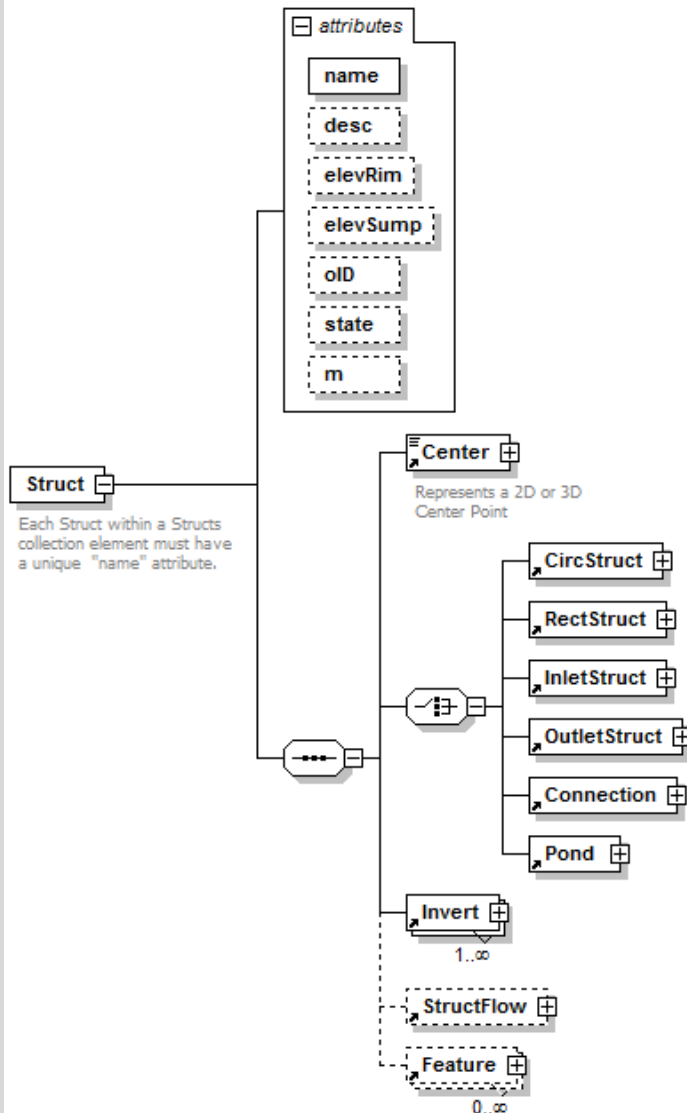 attributes
name
desc
elevRim
elevSump
oID
state
m
Struct
Each Struct within a Structs
collection element must have
a unique "name" attribute.
Center
Represents a 2D or 3D
Center Point
CircStruct
RectStruct
InletStruct
OutletStruct
Connection
Pond
Invert
1..∞
StructFlow
Feature
0..∞